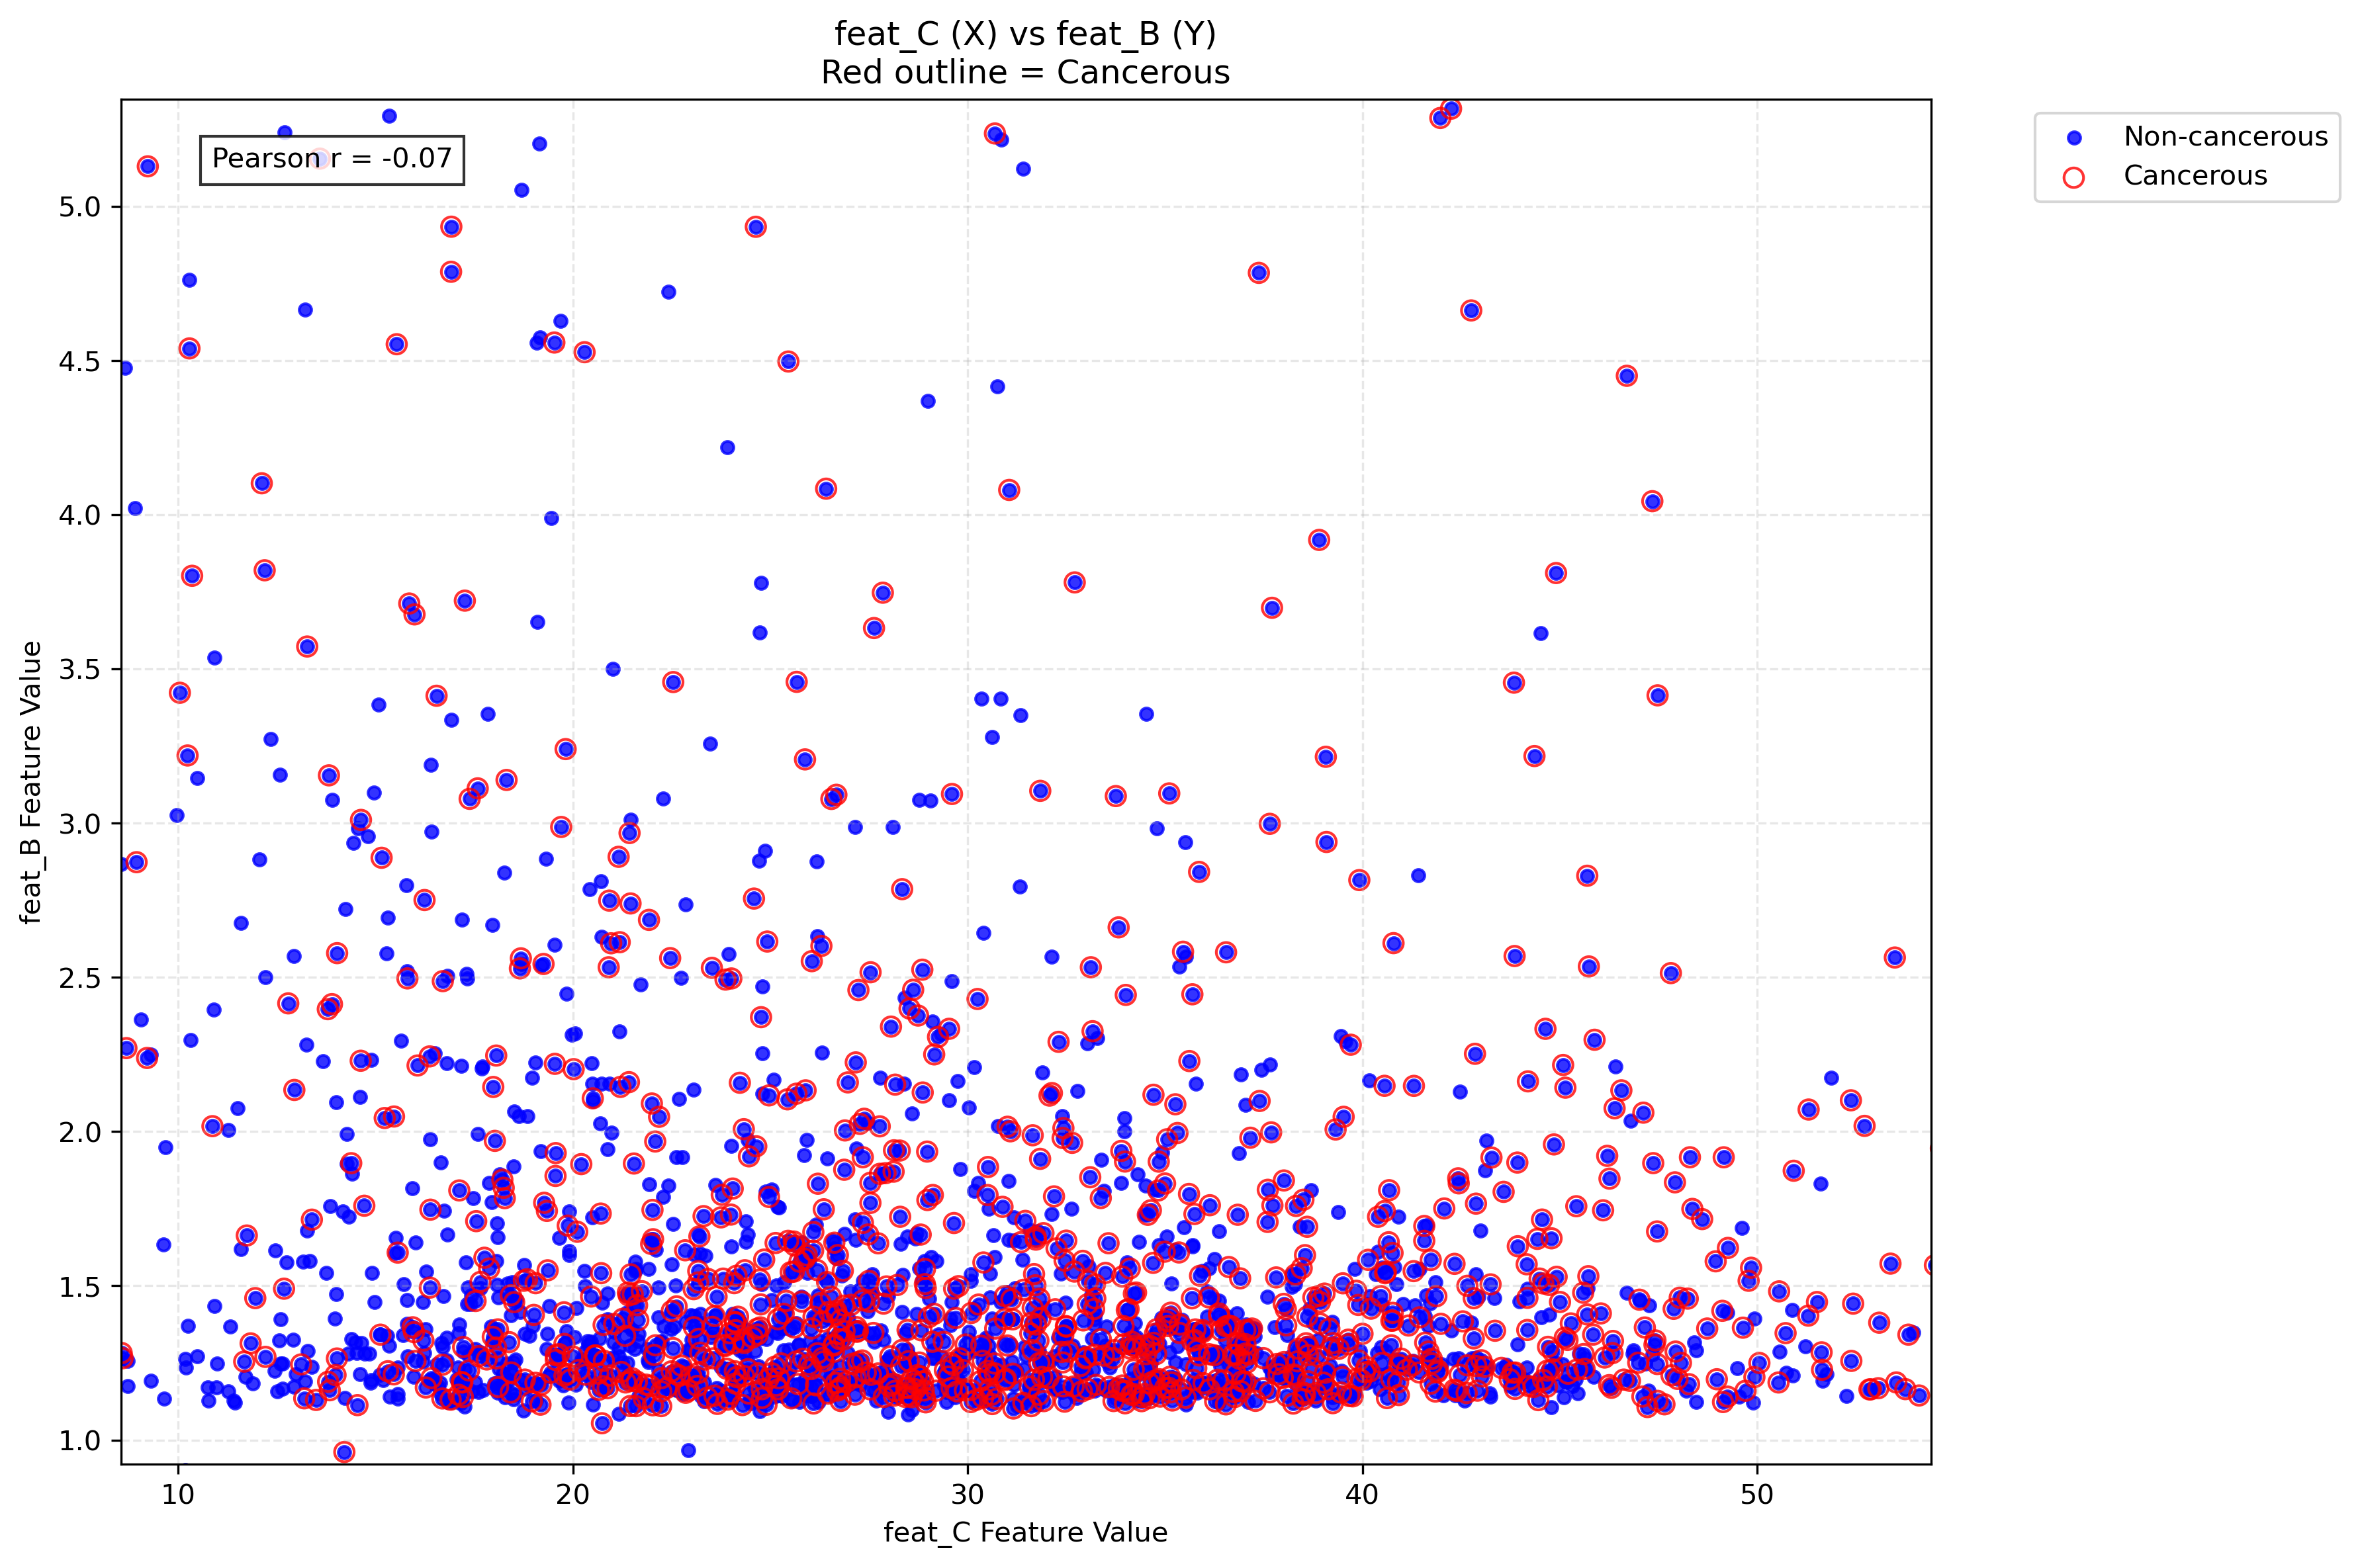 feat_C (X) vs feat_B (Y)
Red outline = Cancerous
Pearson r = -0.07
Non-cancerous
Cancerous
feat_B Feature Value
5.0
4.5
4.0
3.5
3.0
2.5
2.0
1.5
1.0
10 20 30 40 50
feat_C Feature Value